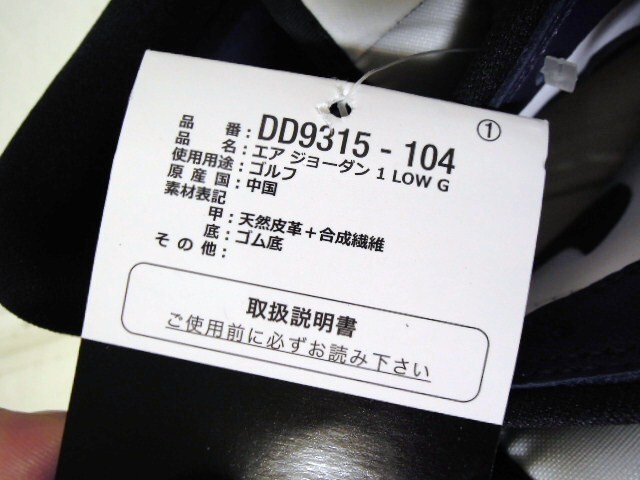 ①
品 番：DD9315 - 104
品 名：エア ジョーダン 1 LOW G
使用用途：ゴルフ
原 産 国：中国
素材表記
甲：天然皮革＋合成繊維
底：ゴム底
そ の 他：
取扱説明書
ご使用前に必ずお読み下さい